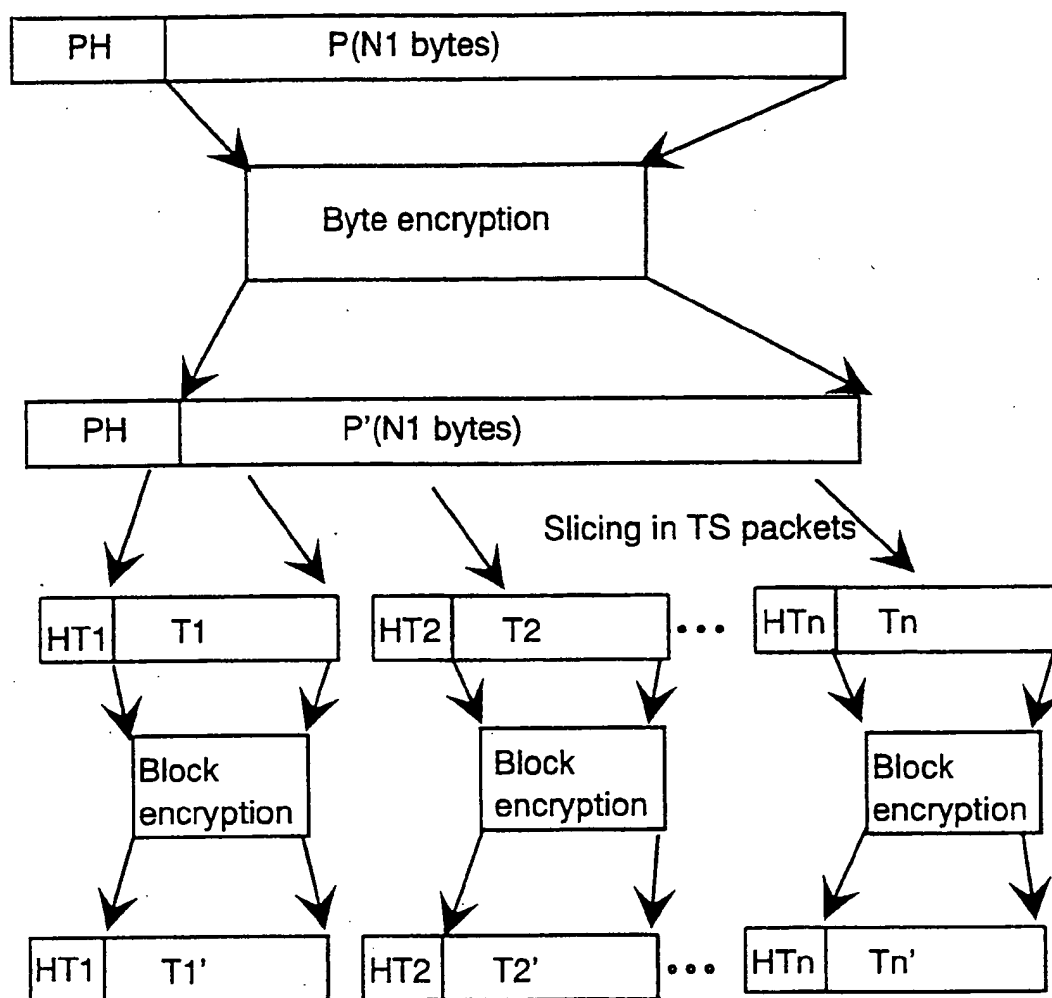 PH P(N1 bytes)
Byte encryption
PH P'(N1 bytes)
Slicing in TS packets
HT1 T1 HT2 T2 HTn Tn
Block
encryption
Block
encryption
Block
encryption
HT1 T1' HT2 T2' HTn Tn'